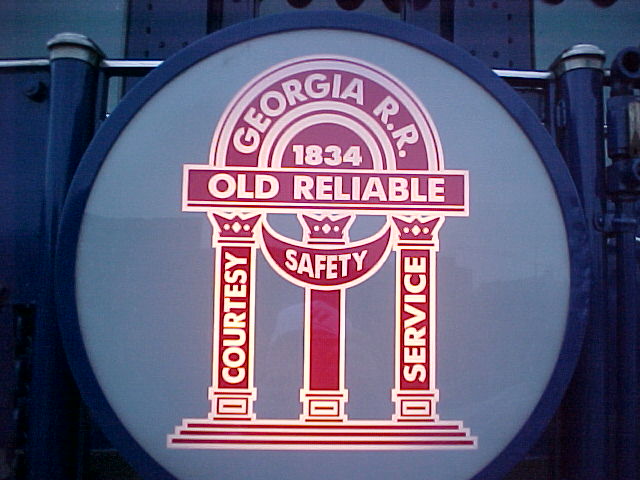 GEORGIA R.R.
1834
OLD RELIABLE
COURTESY
SAFETY
SERVICE